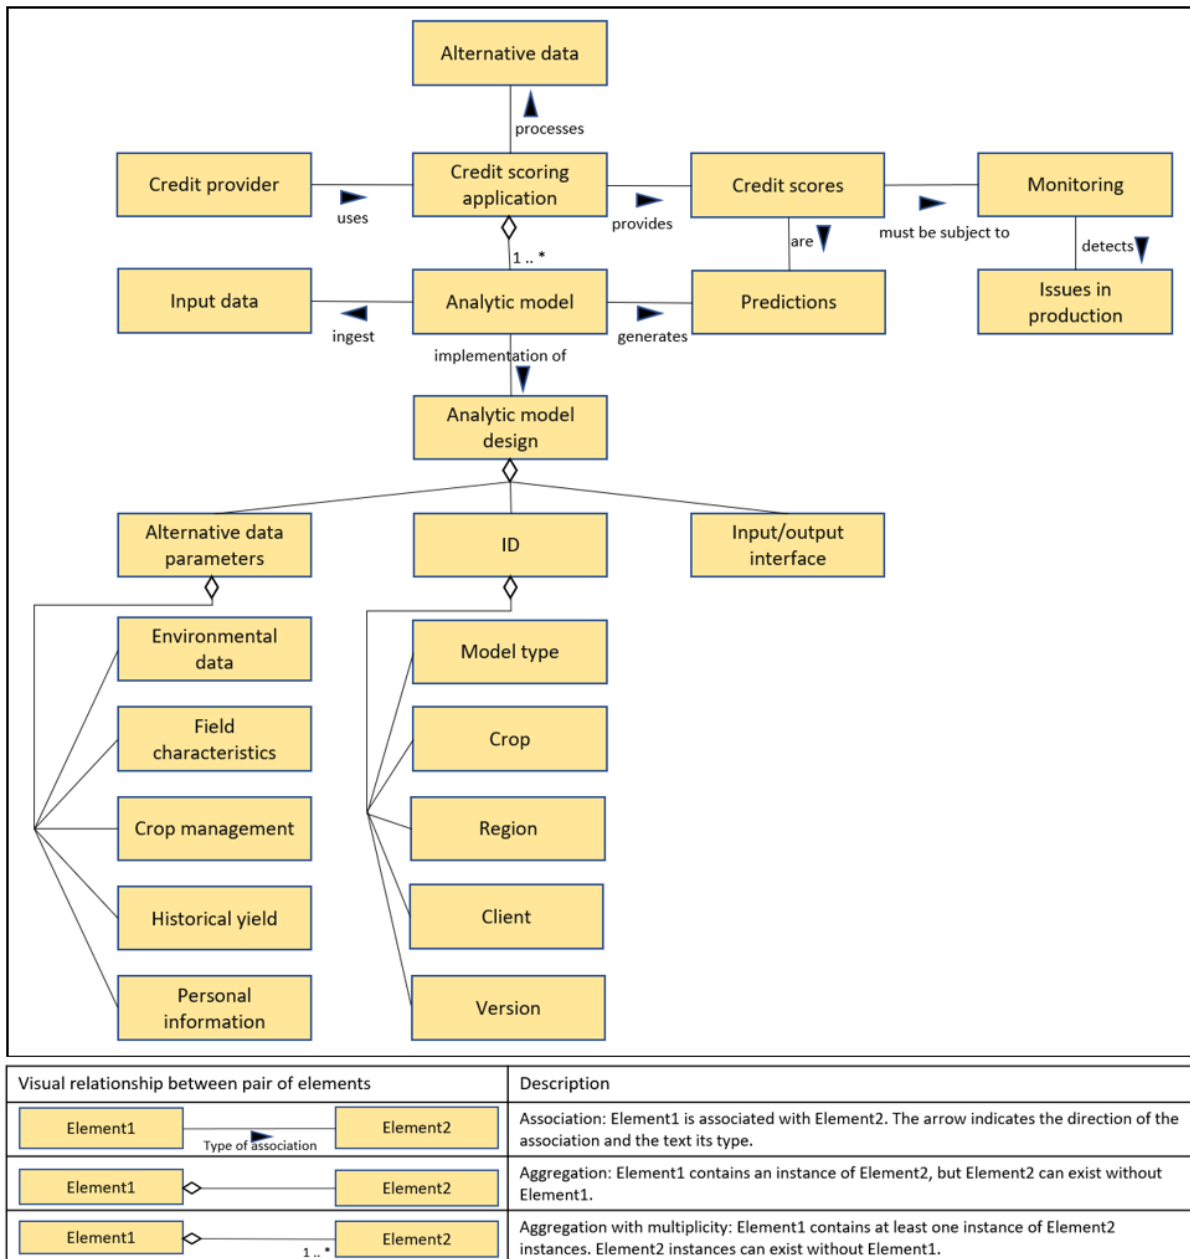 Alternative data
processes
Credit provider
uses
Credit scoring
application
provides
Credit scores
must be subject to
Monitoring
are
detects
1 .. *
Input data
ingest
Analytic model
generates
Predictions
Issues in
production
implementation of
Analytic model
design
Alternative data
parameters
ID
Input/output
interface
Environmental
data
Field
characteristics
Crop management
Historical yield
Personal
information
Model type
Crop
Region
Client
Version
Visual relationship between pair of elements
Description
Element1
Type of association
Element2
Association: Element1 is associated with Element2. The arrow indicates the direction of the
association and the text its type.
Element1
Element2
Aggregation: Element1 contains an instance of Element2, but Element2 can exist without
Element1.
Element1
1 .. *
Element2
Aggregation with multiplicity: Element1 contains at least one instance of Element2
instances. Element2 instances can exist without Element1.